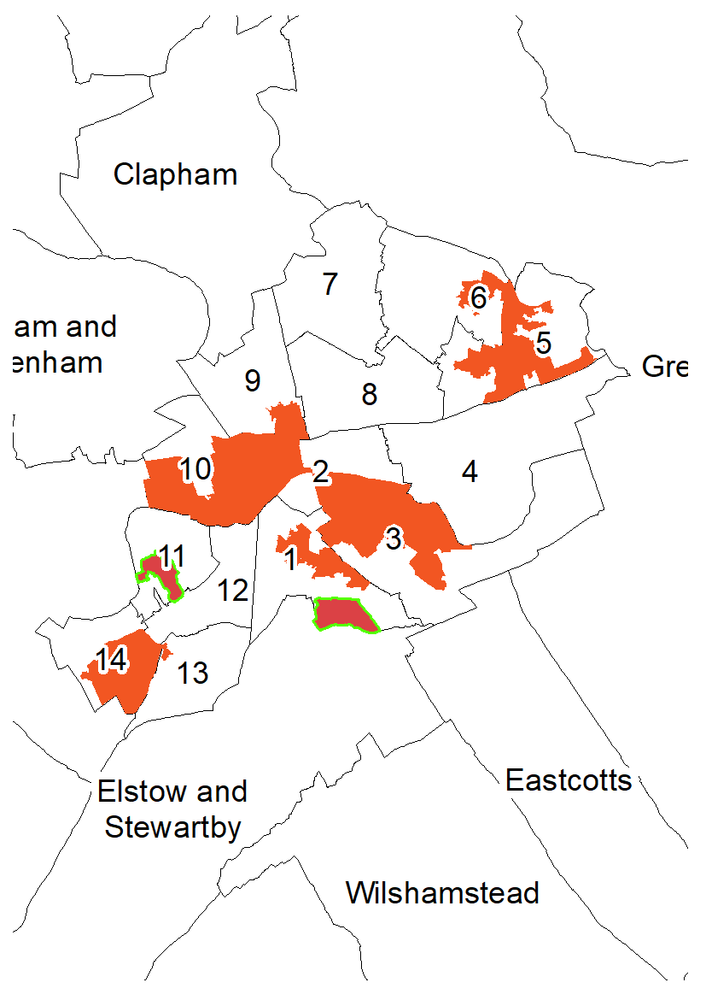 Clapham
7
6
am and
enham
5
9
8
Gre
10
2
4
11
1
3
12
14
13
Elstow and
Stewartby
Eastcotts
Wilshamstead